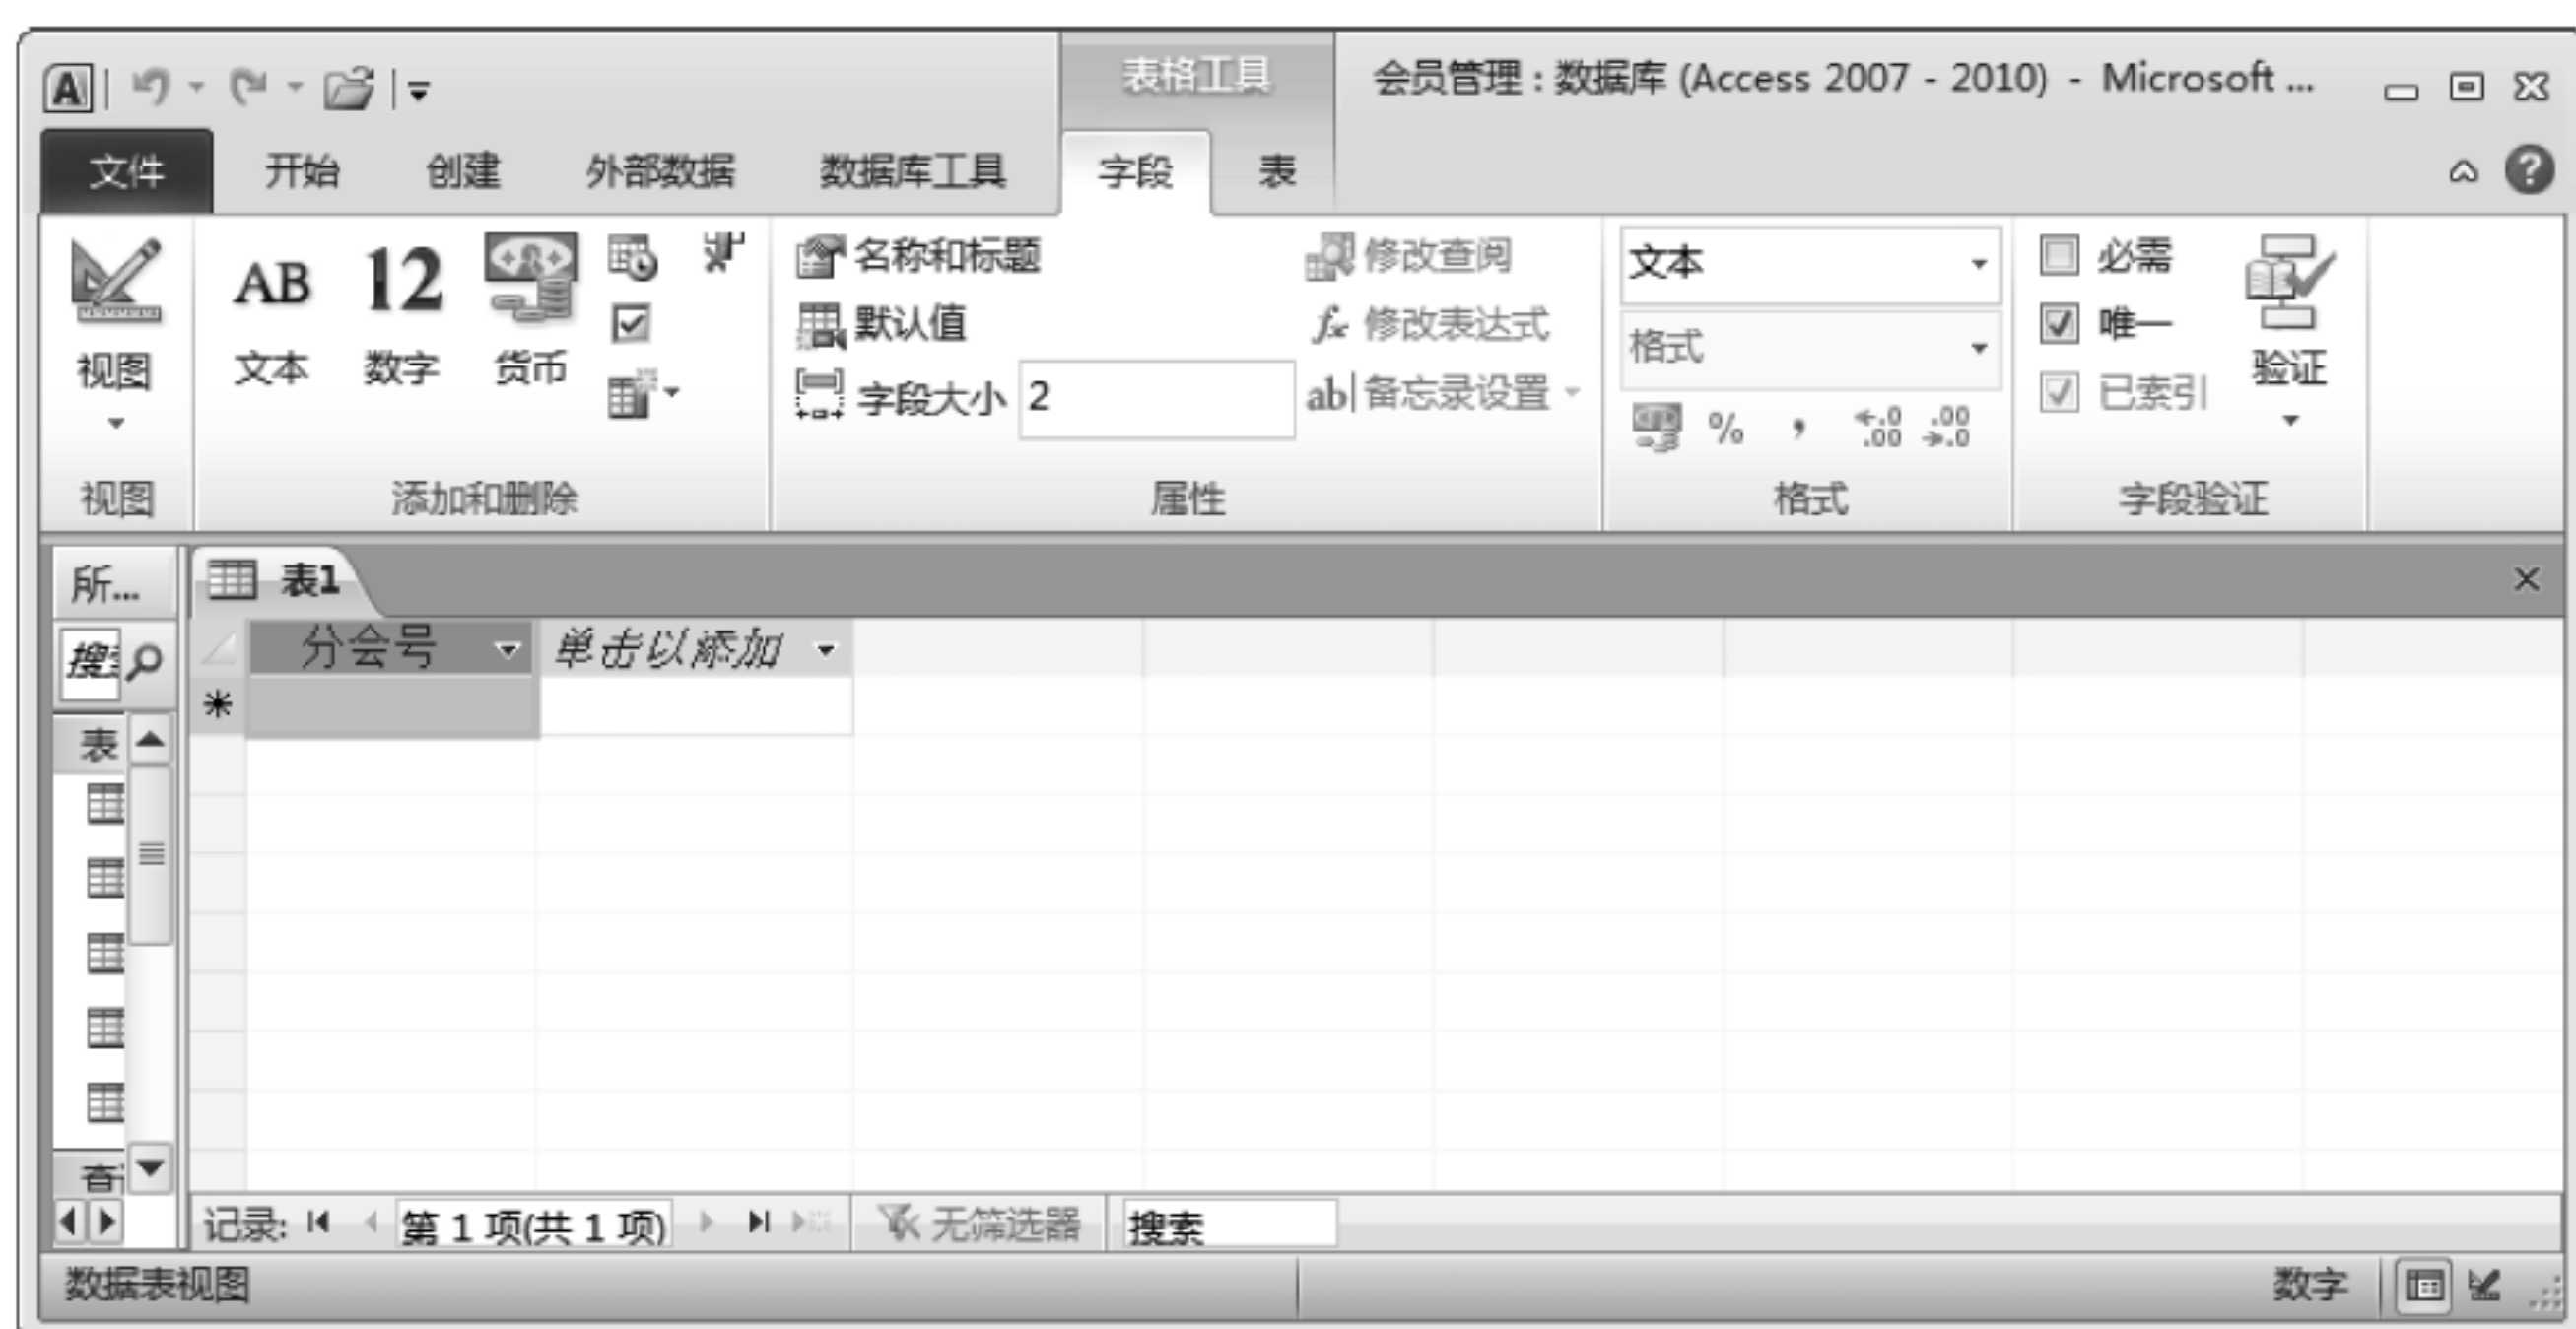 表格工具 会员管理 : 数据库 (Access 2007 - 2010) - Microsoft ...
文件 开始 创建 外部数据 数据库工具 字段 表
AB 12 名称和标题 修改查阅 文本 必需
默认值 fx 修改表达式 格式 唯一
视图 文本 数字 货币 字段大小 2 ab| 备忘录设置 % , .00 .00 已索引 验证
视图 添加和删除 属性 格式 字段验证
所... 表1
分会号 单击以添加
表
记录: 第 1 项(共 1 项) 无筛选器 搜索
数据表视图 数字